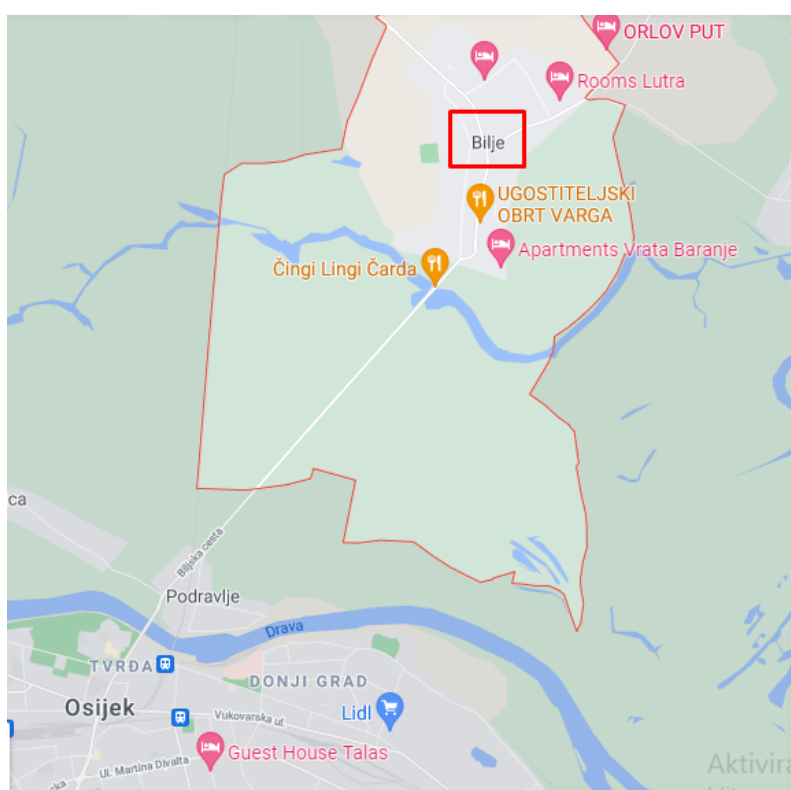 ORLOV PUT
Rooms Lutra
Bilje
UGOSTITELJSKI
OBRT VARGA
Apartments Vrata Baranje
Čingi Lingi Čarda
ca
Biljska cesta
Podravlje
Drava
TVRĐA
DONJI GRAD
Osijek
Lidl
Vukovarska ul.
Guest House Talas
Ul. Martina Divalta
Aktivira